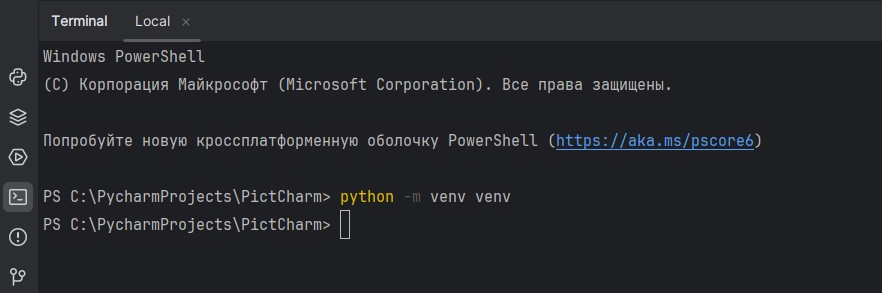 Terminal Local ×
Windows PowerShell
(C) Корпорация Майкрософт (Microsoft Corporation). Все права защищены.
Попробуйте новую кроссплатформенную оболочку PowerShell (https://aka.ms/pscore6)
PS C:\PycharmProjects\PictCharm> python -m venv venv
PS C:\PycharmProjects\PictCharm>